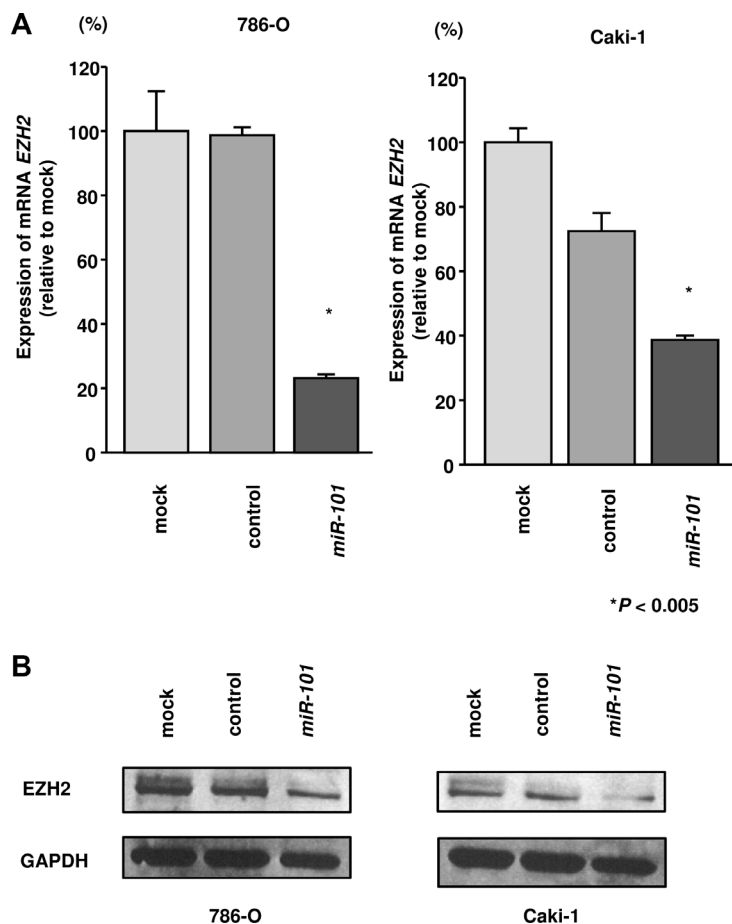 A
786-O
(%)
Expression of mRNA EZH2
(relative to mock)
120
100
80
60
40
20
0
*
mock
control
miR-101
(%)
Caki-1
Expression of mRNA EZH2
(relative to mock)
120
100
80
60
40
20
0
*
mock
control
miR-101
*P < 0.005
B
mock
control
miR-101
mock
control
miR-101
EZH2
GAPDH
786-O
Caki-1